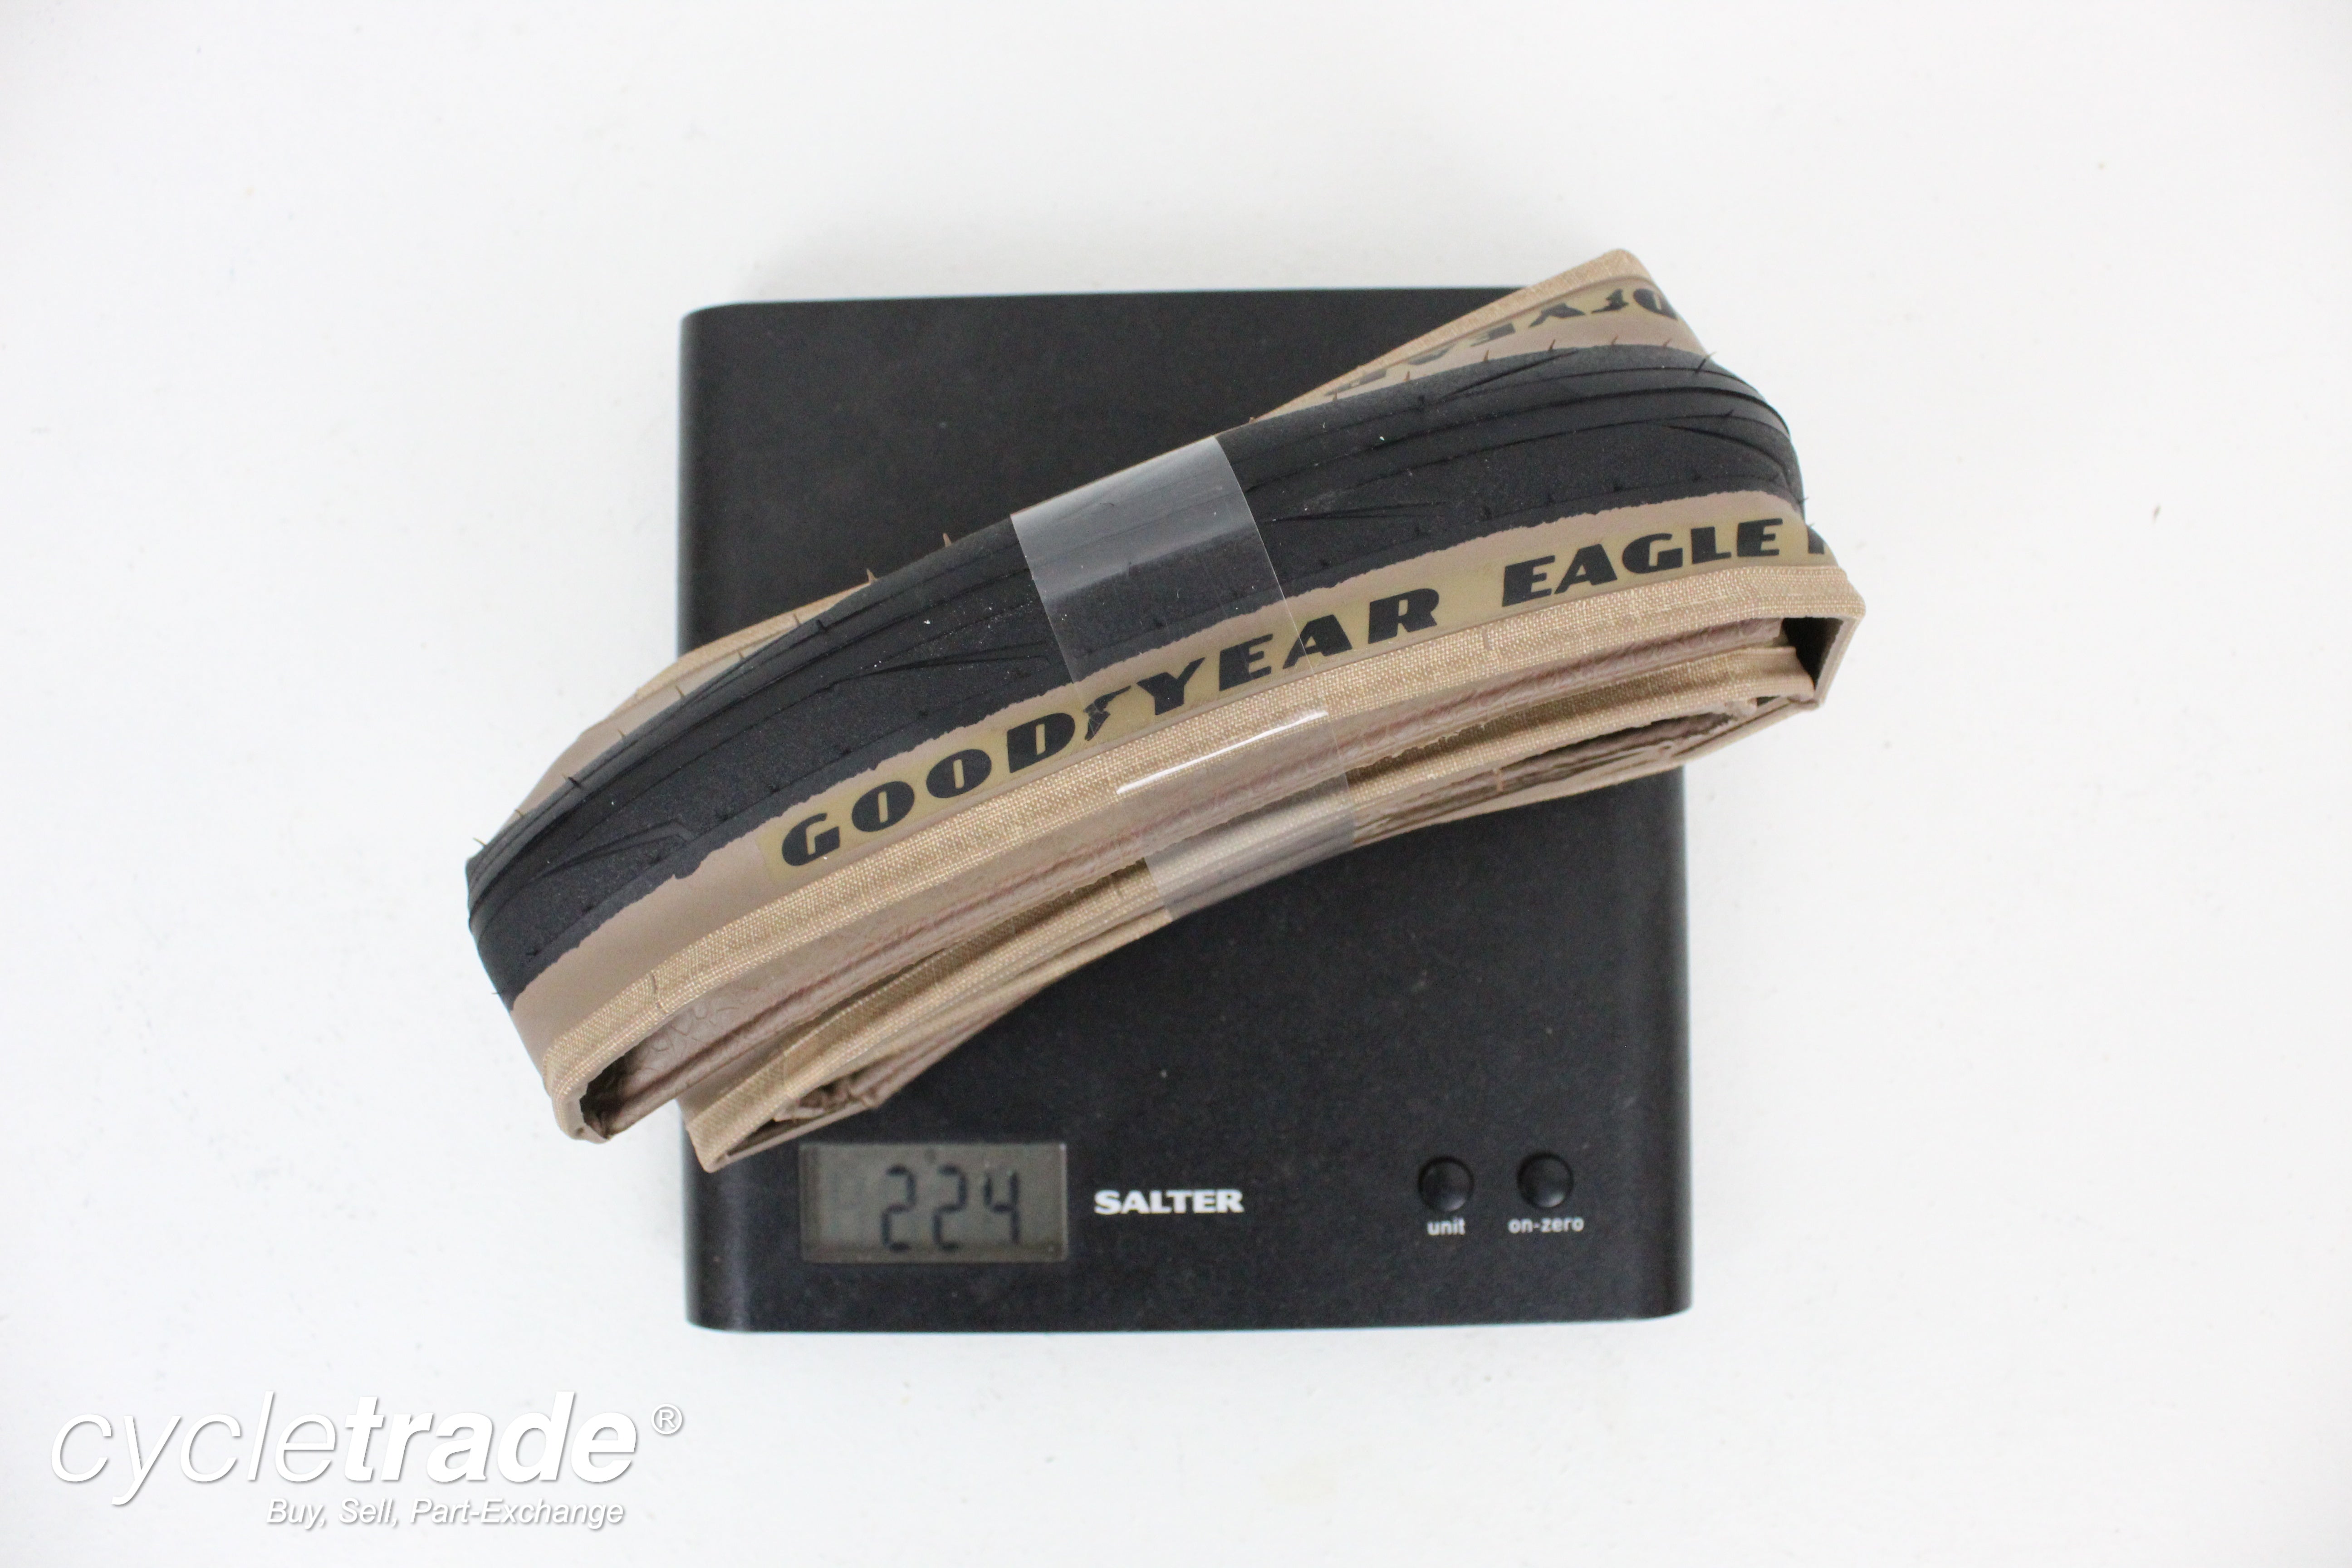 GOODYEAR EAGLE
224
SALTER
unit
on-zero
cycletrade®
Buy, Sell, Part-Exchange